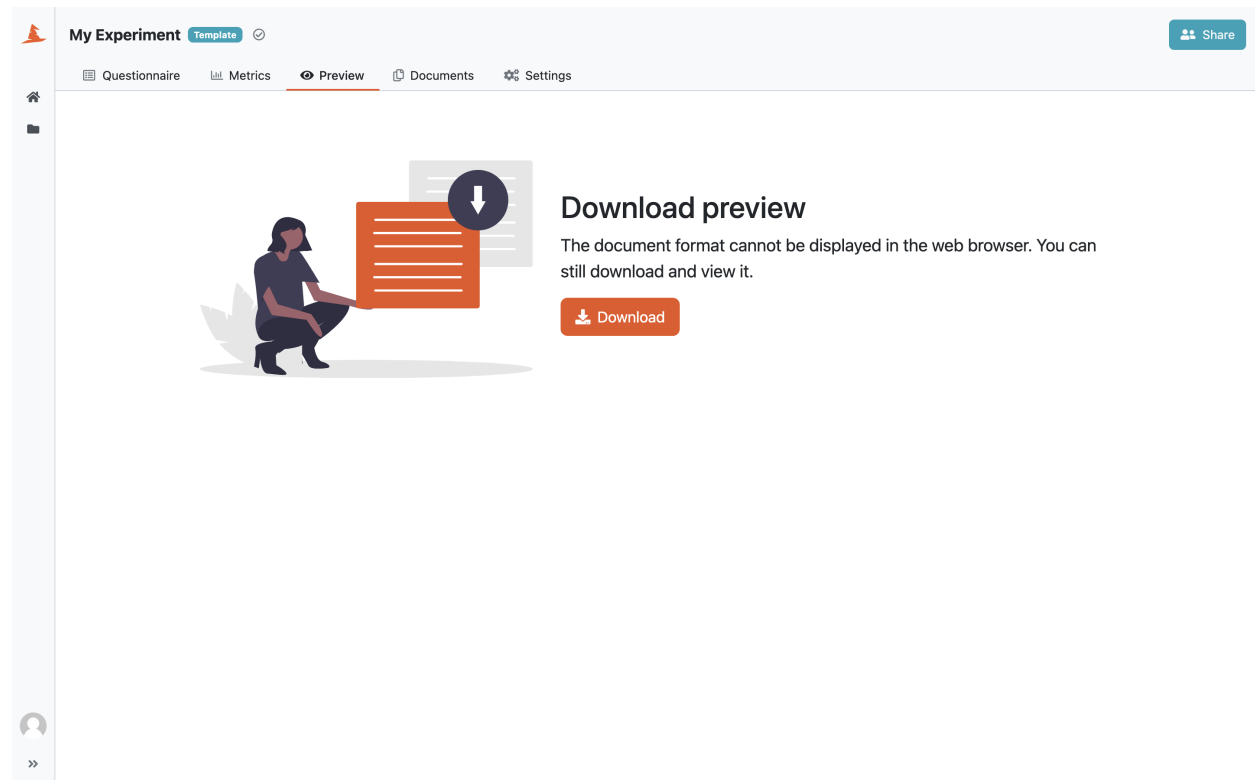 My Experiment Template
Share
Questionnaire Metrics Preview Documents Settings
Download preview
The document format cannot be displayed in the web browser. You can
still download and view it.
Download